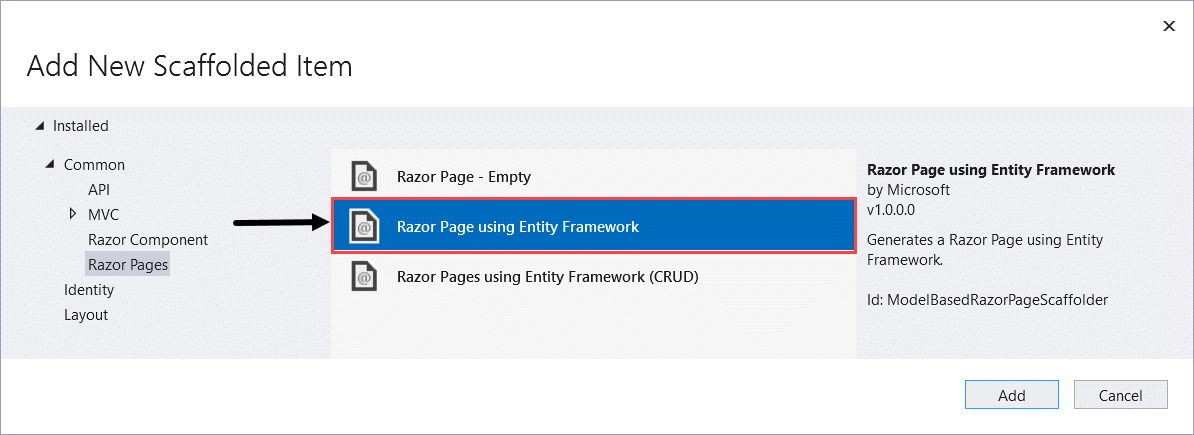 Add New Scaffolded Item
Installed
Common
API
MVC
Razor Component
Razor Pages
Identity
Layout
Razor Page - Empty
Razor Page using Entity Framework
Razor Pages using Entity Framework (CRUD)
Razor Page using Entity Framework
by Microsoft
v1.0.0.0
Generates a Razor Page using Entity
Framework.
Id: ModelBasedRazorPageScaffolder
Add
Cancel